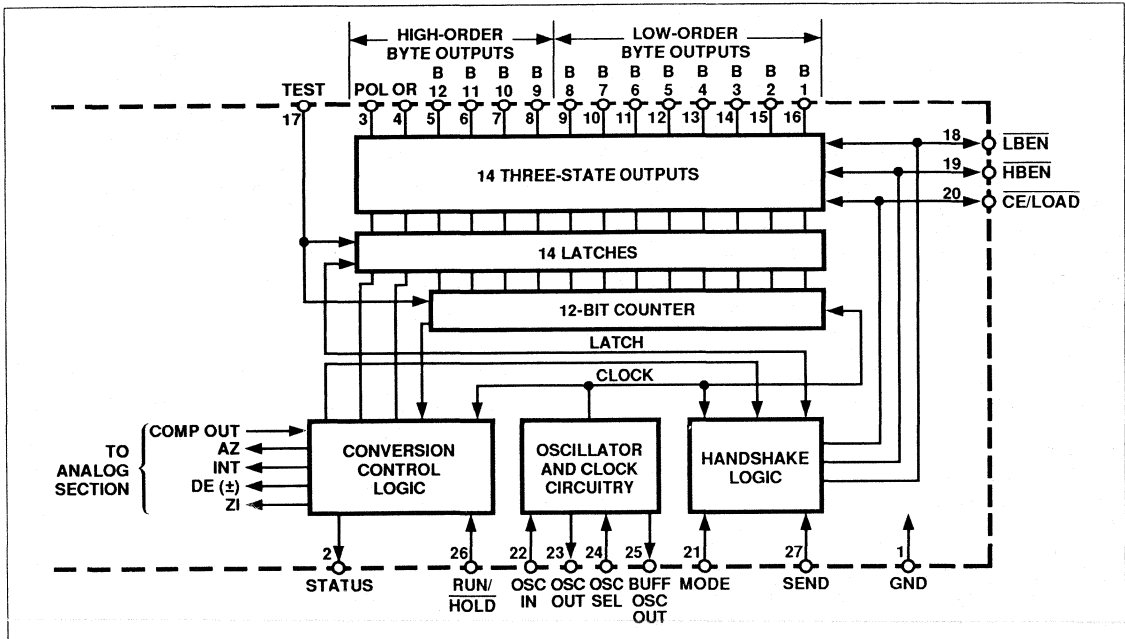 HIGH-ORDER
BYTE OUTPUTS
LOW-ORDER
BYTE OUTPUTS
B B B B B B B B B B B B
TEST POL OR 12 11 10 9 8 7 6 5 4 3 2 1
17 3 4 5 6 7 8 9 10 11 12 13 14 15 16
14 THREE-STATE OUTPUTS
18 LBEN
19 HBEN
20 CE/LOAD
14 LATCHES
12-BIT COUNTER
LATCH
CLOCK
TO
ANALOG
SECTION
COMP OUT
AZ
INT
DE (±)
ZI
CONVERSION
CONTROL
LOGIC
OSCILLATOR
AND CLOCK
CIRCUITRY
HANDSHAKE
LOGIC
2 26 22 23 24 25 21 27 1
STATUS
RUN/
HOLD
OSC
IN
OSC
OUT
OSC
SEL
BUFF
OSC
OUT
MODE
SEND
GND